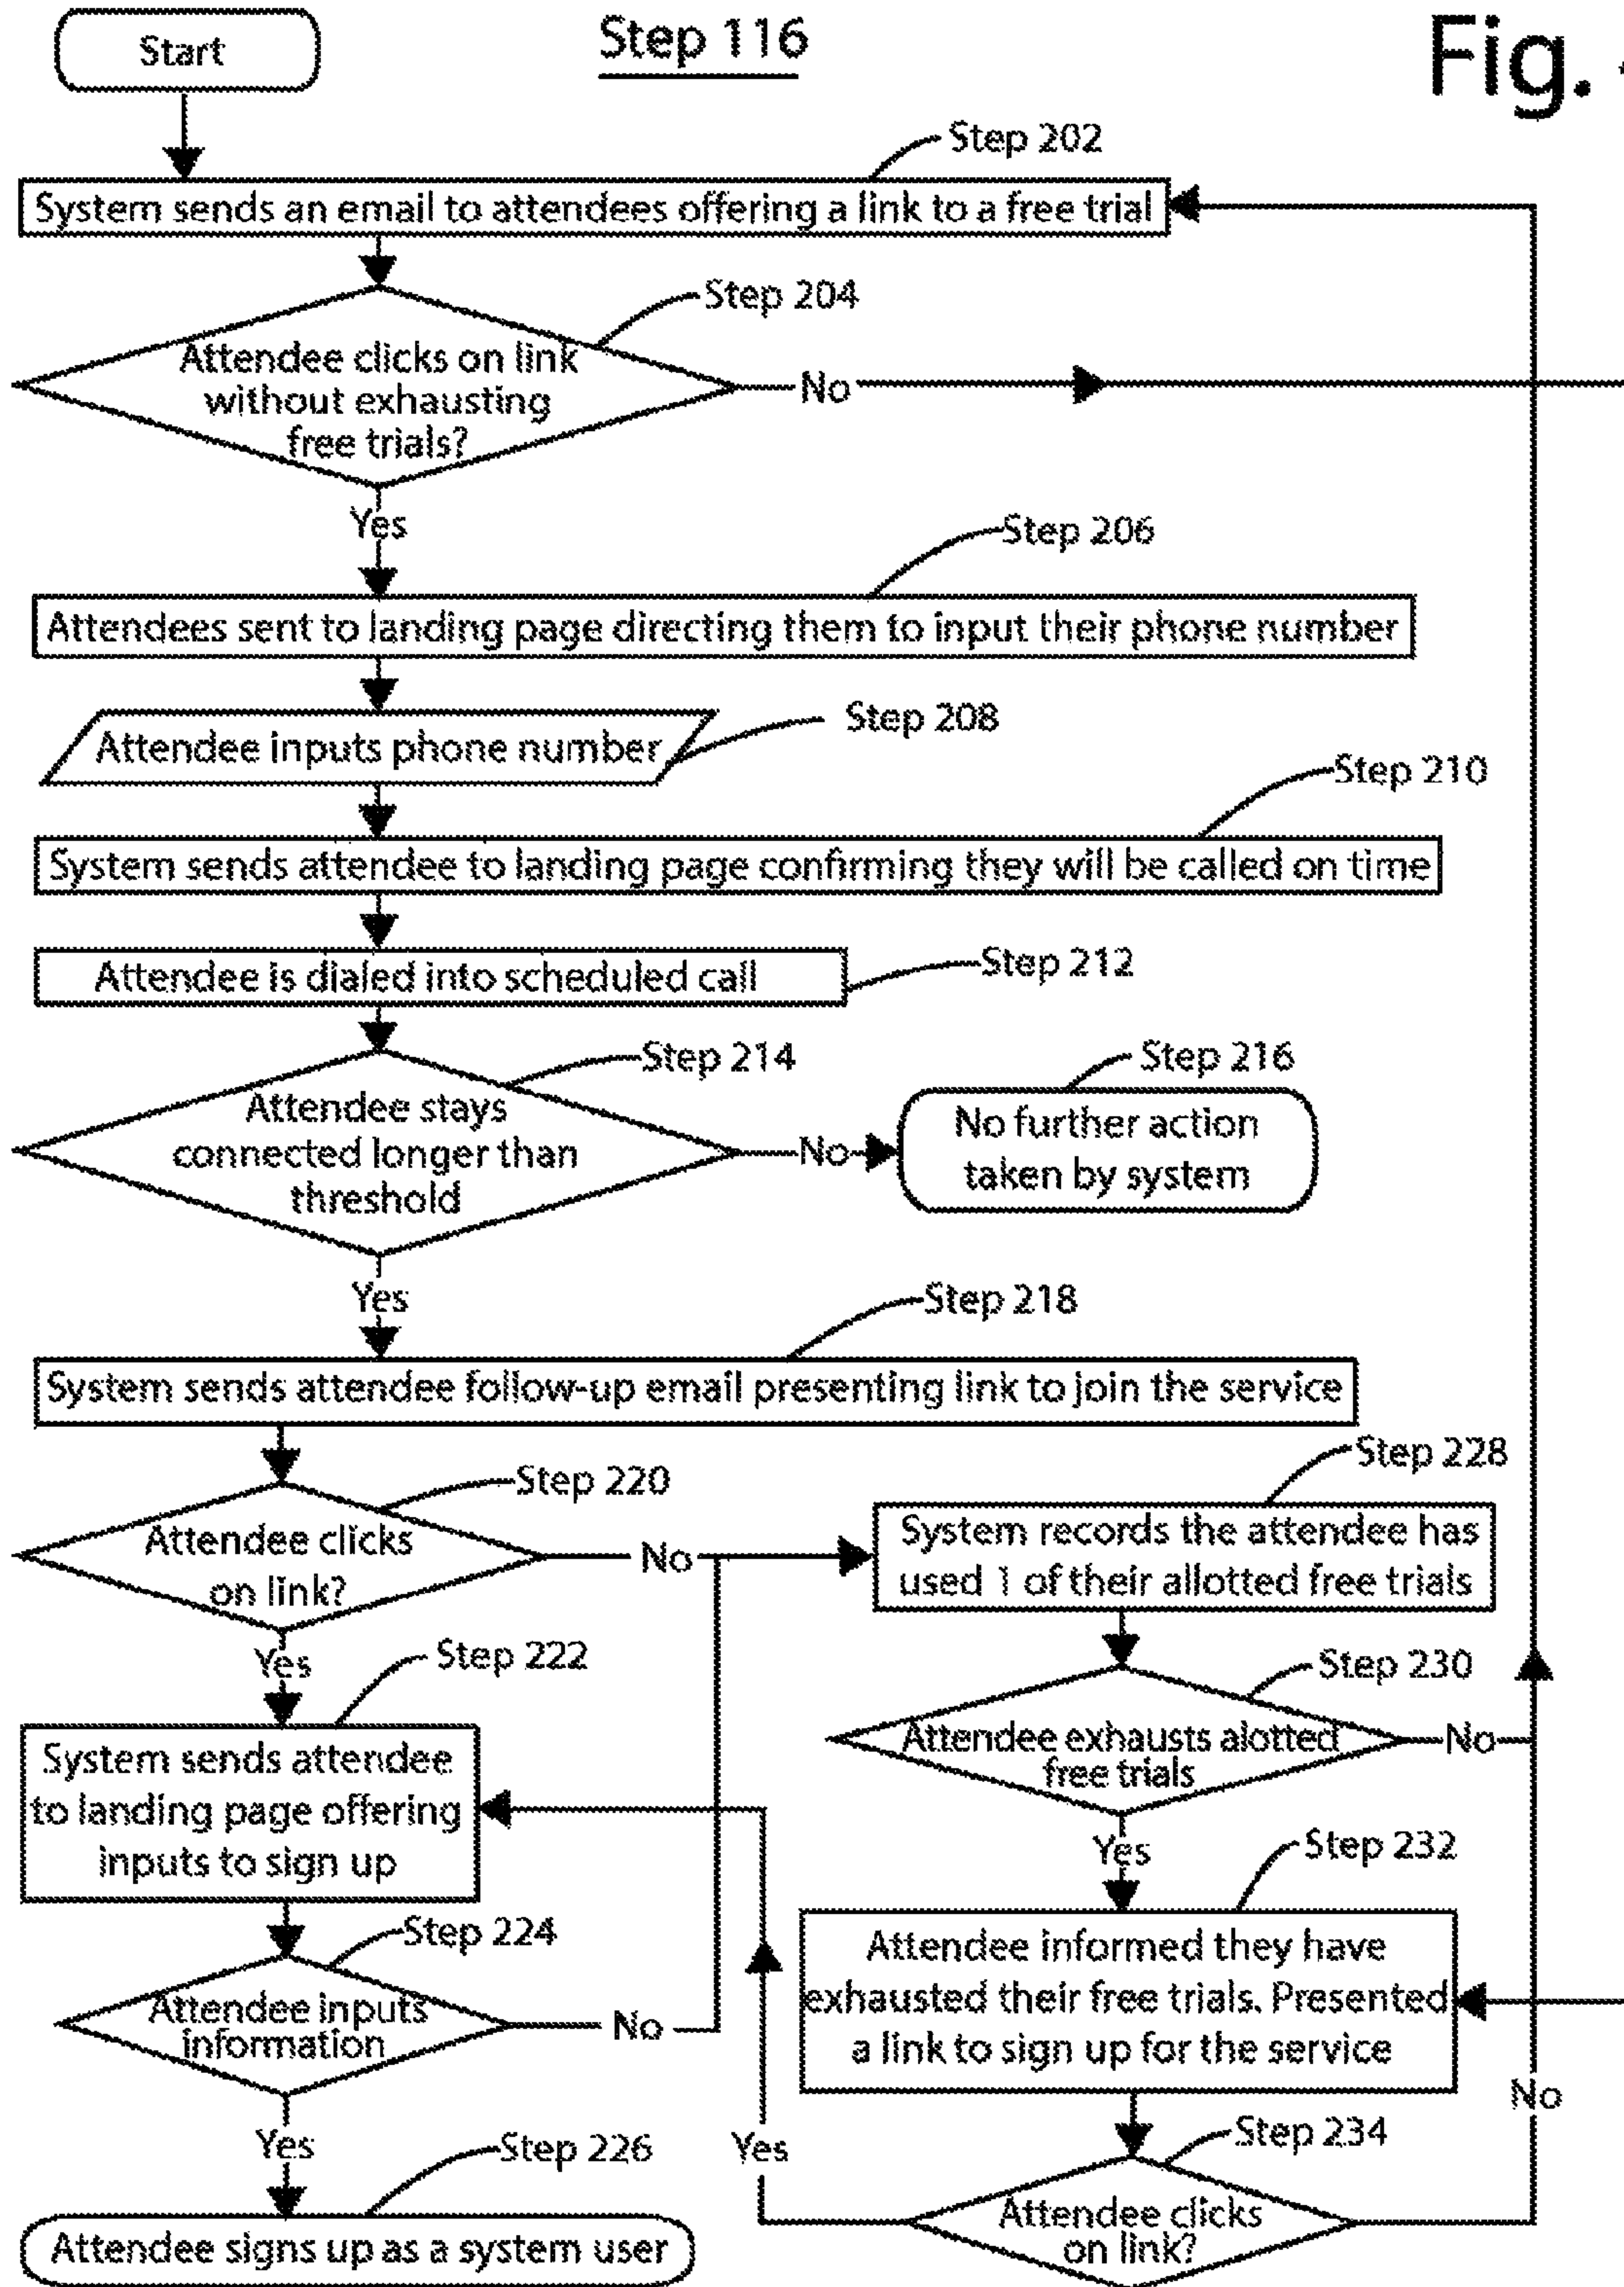 Start
Step 116
Fig.
Step 202
System sends an email to attendees offering a link to a free trial
Step 204
Attendee clicks on link
without exhausting
free trials?
No
Yes
Step 206
Attendees sent to landing page directing them to input their phone number
Step 208
Attendee inputs phone number
Step 210
System sends attendee to landing page confirming they will be called on time
Attendee is dialed into scheduled call
Step 212
Step 214
Attendee stays
connected longer than
threshold
No
Step 216
No further action
taken by system
Yes
Step 218
System sends attendee follow-up email presenting link to join the service
Step 220
Attendee clicks
on link?
No
Step 228
System records the attendee has
used 1 of their allotted free trials
Yes
Step 222
System sends attendee
to landing page offering
inputs to sign up
Step 230
Attendee exhausts alotted
free trials
No
Yes
Step 232
Attendee informed they have
exhausted their free trials. Presented
a link to sign up for the service
Step 224
Attendee inputs
information
No
Yes
Step 226
Attendee signs up as a system user
Yes
Step 234
Attendee clicks
on link?
No